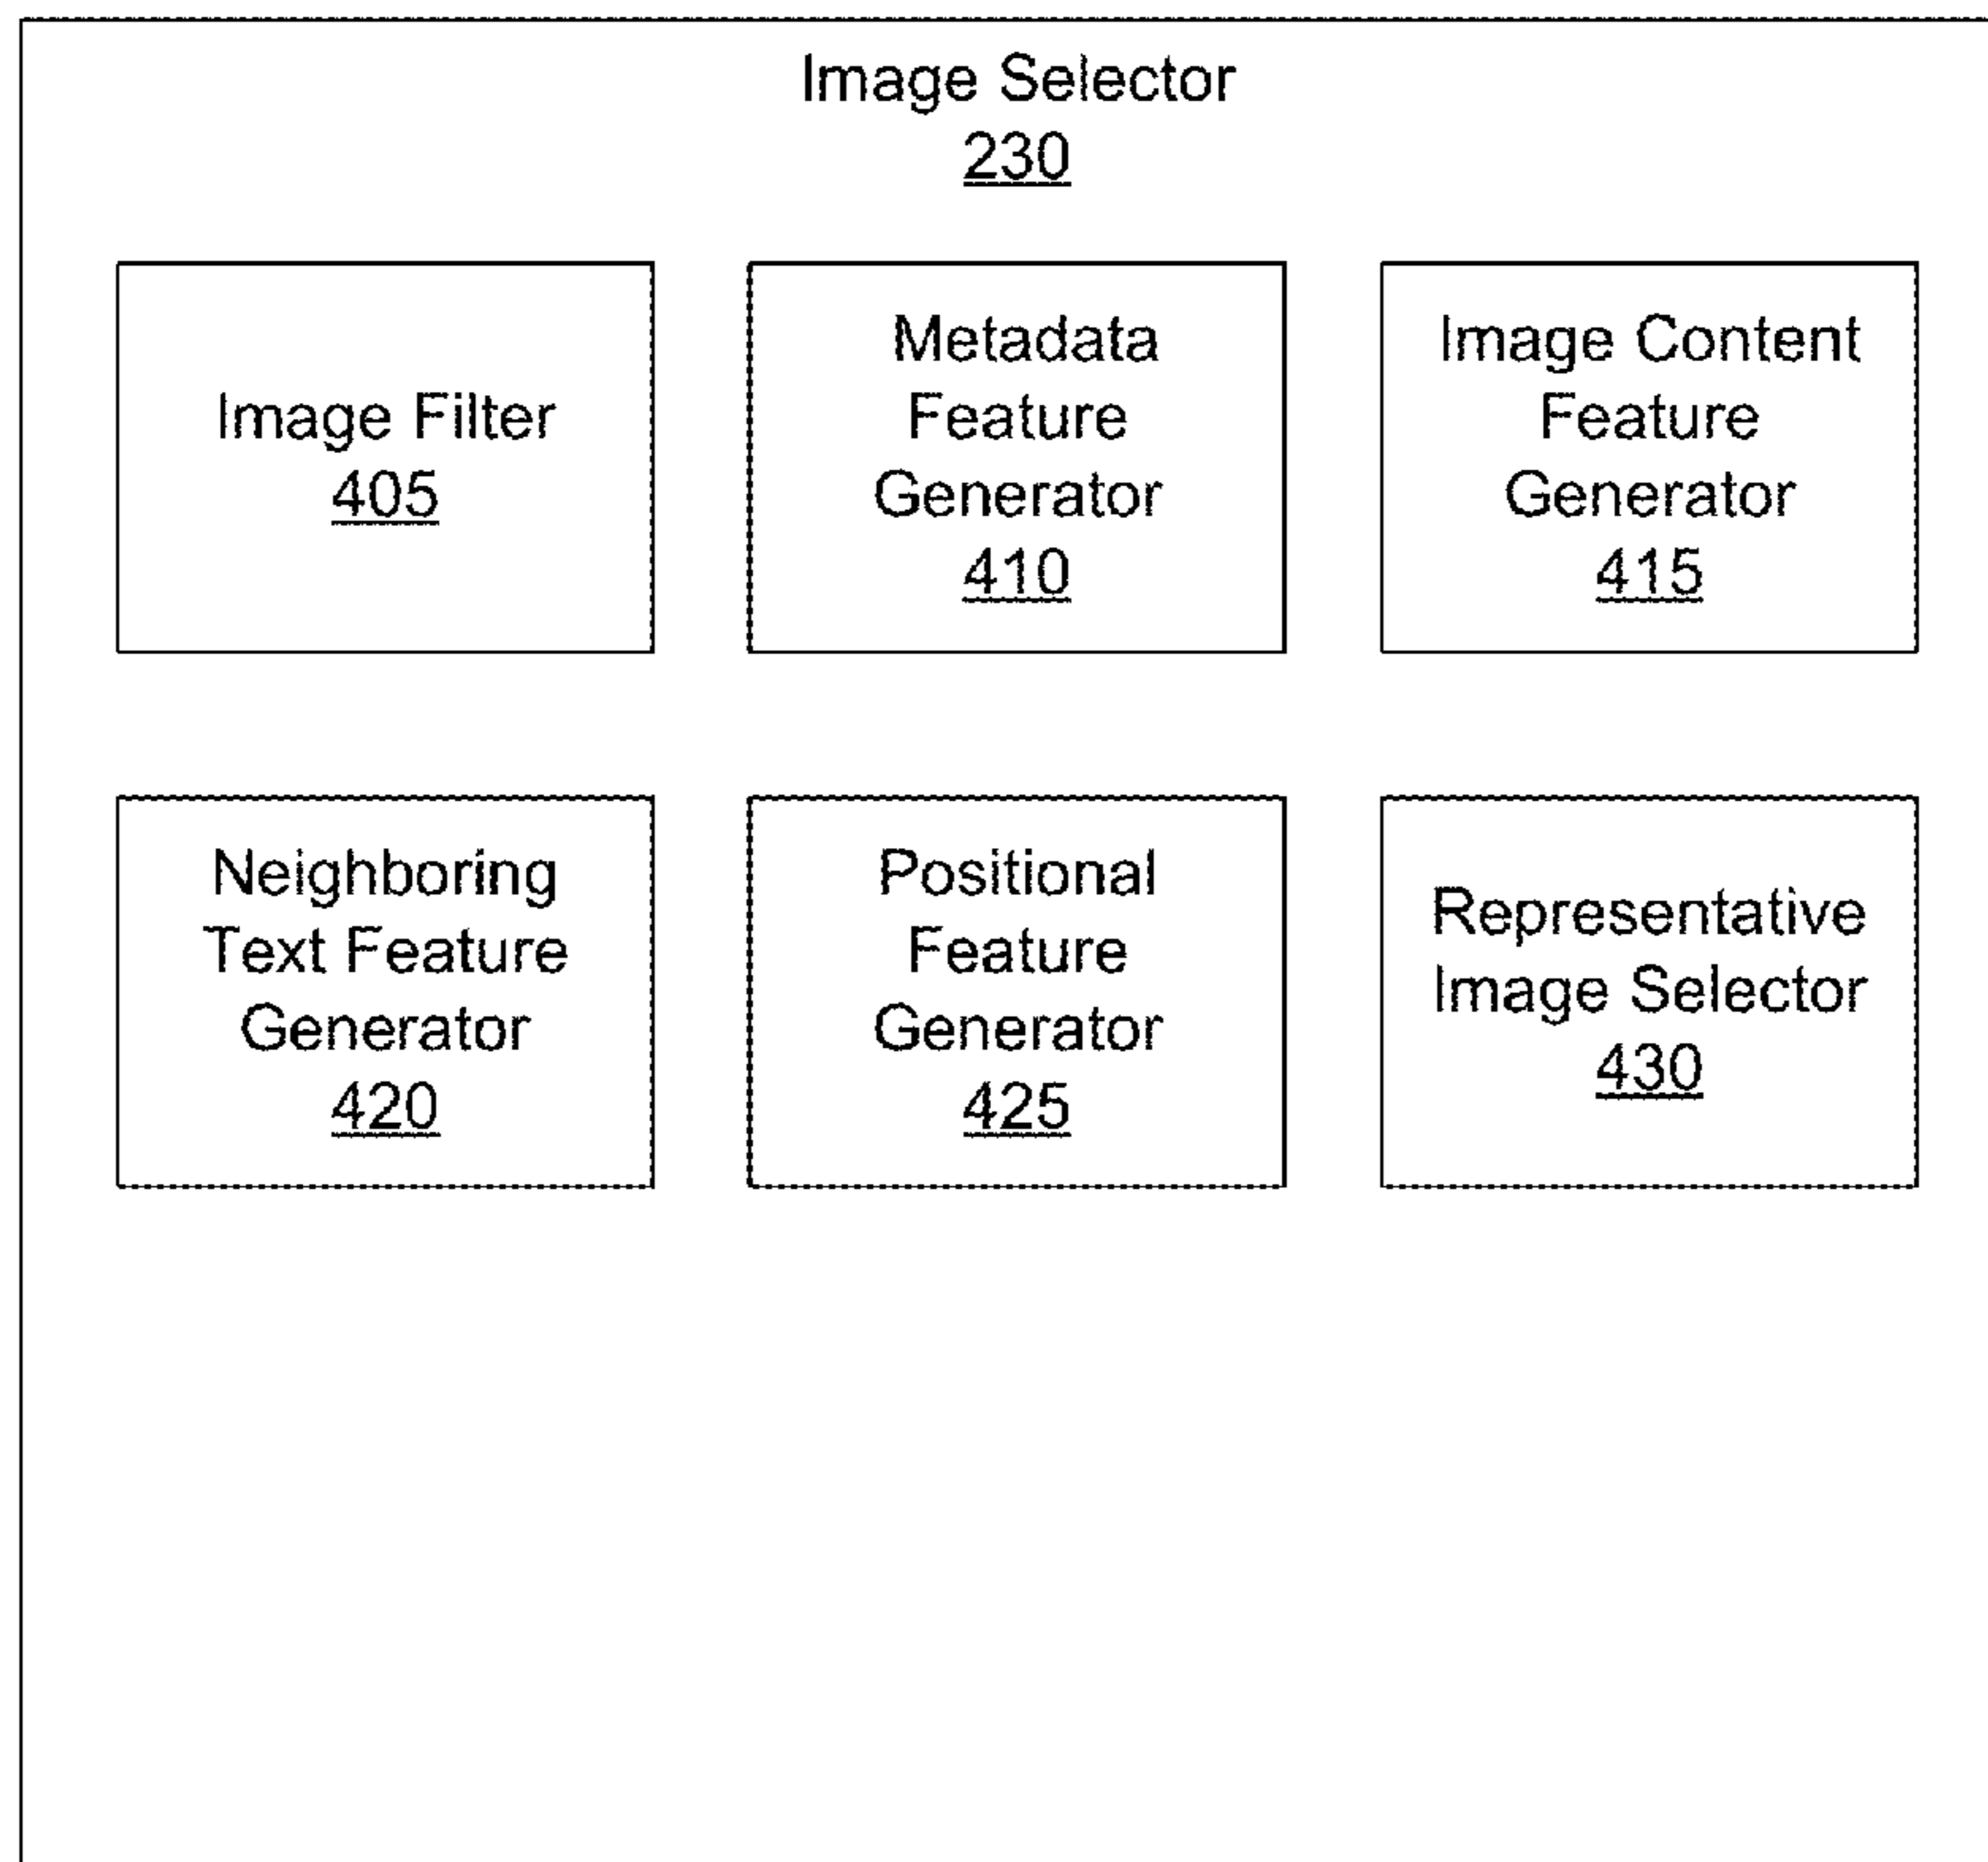 Image Selector
230
Image Filter
405
Metadata
Feature
Generator
410
Image Content
Feature
Generator
415
Neighboring
Text Feature
Generator
420
Positional
Feature
Generator
425
Representative
Image Selector
430